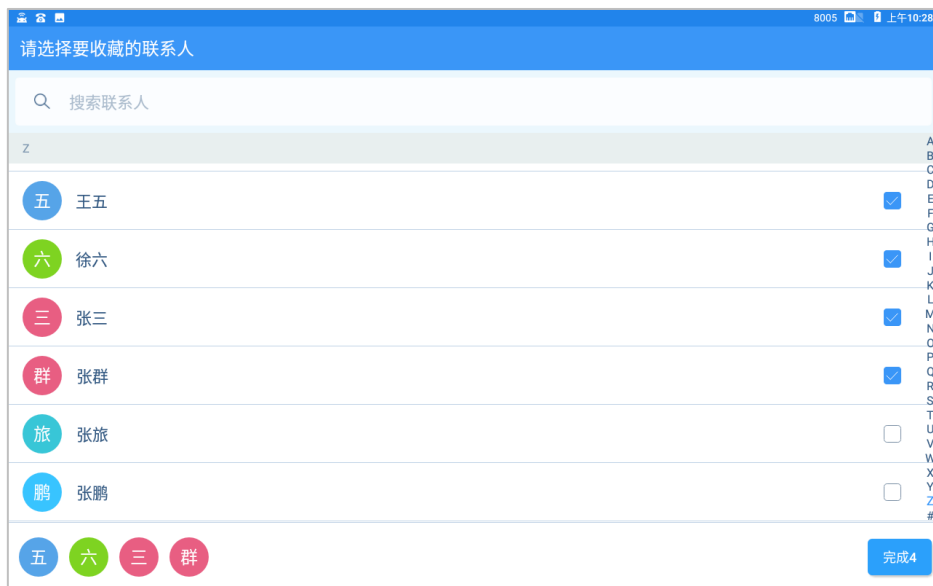 8005 上午10:28
请选择要收藏的联系人
搜索联系人
Z
五 王五
六 徐六
三 张三
群 张群
旅 张旅
鹏 张鹏
A
B
C
D
E
F
G
H
I
J
K
L
M
N
O
P
Q
R
S
T
U
V
W
X
Y
Z
#
五 六 三 群 完成4